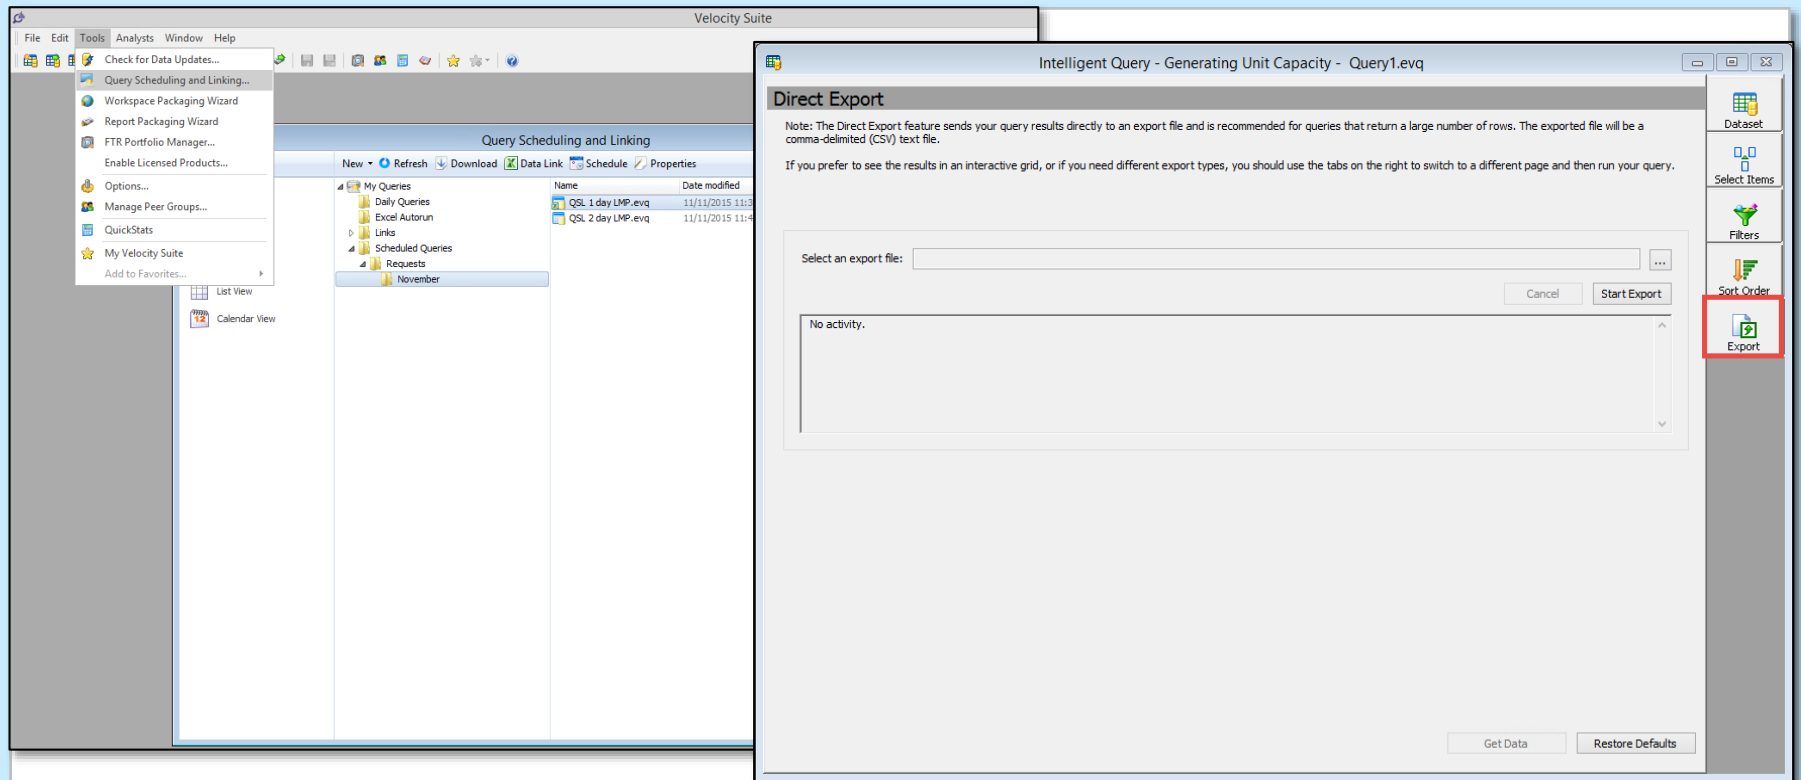 Velocity Suite
File Edit Tools Analysts Window Help
Check for Data Updates...
Query Scheduling and Linking...
Workspace Packaging Wizard
Report Packaging Wizard
FTR Portfolio Manager...
Enable Licensed Products...
Options...
Manage Peer Groups...
QuickStats
My Velocity Suite
Add to Favorites...
List View
12 Calendar View
Query Scheduling and Linking
New Refresh Download Data Link Schedule Properties
My Queries
Daily Queries
Excel Autorun
Links
Scheduled Queries
Requests
November
Name Date modified
QSL 1 day LMP.evq 11/11/2015 11:3
QSL 2 day LMP.evq 11/11/2015 11:4
Intelligent Query - Generating Unit Capacity - Query1.evq
Direct Export
Note: The Direct Export feature sends your query results directly to an export file and is recommended for queries that return a large number of rows. The exported file will be a
comma-delimited (CSV) text file.
If you prefer to see the results in an interactive grid, or if you need different export types, you should use the tabs on the right to switch to a different page and then run your query.
Select an export file: ...
Cancel Start Export
No activity.
Get Data Restore Defaults
Dataset
Select Items
Filters
Sort Order
Export